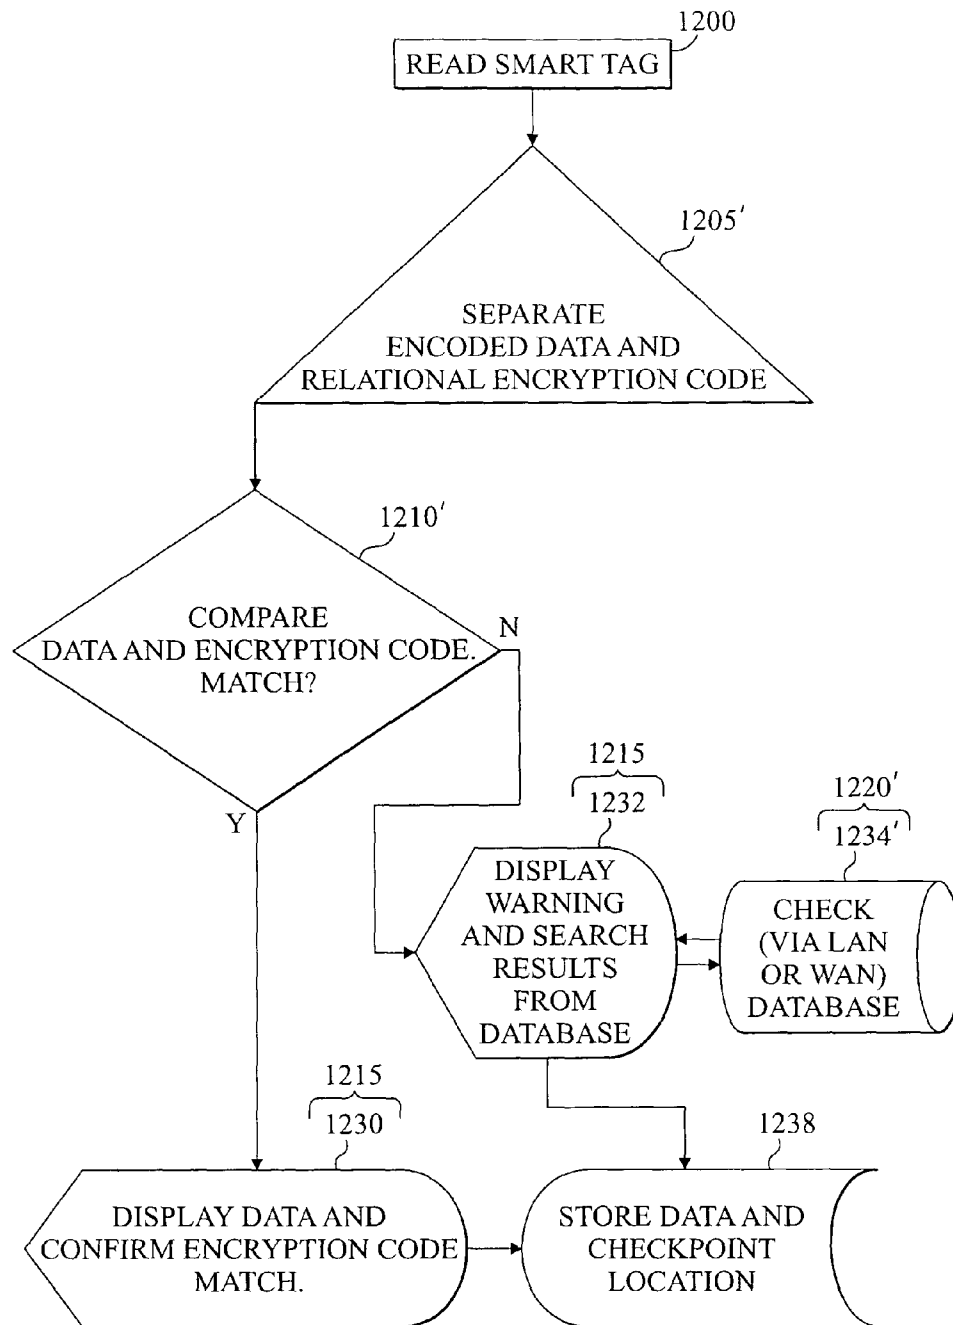 1200
READ SMART TAG
1205'
SEPARATE
ENCODED DATA AND
RELATIONAL ENCRYPTION CODE
1210'
COMPARE
DATA AND ENCRYPTION CODE.
MATCH?
N
Y
1215
1232
DISPLAY
WARNING
AND SEARCH
RESULTS
FROM
DATABASE
1220'
1234'
CHECK
(VIA LAN
OR WAN)
DATABASE
1215
1230
DISPLAY DATA AND
CONFIRM ENCRYPTION CODE
MATCH.
1238
STORE DATA AND
CHECKPOINT
LOCATION